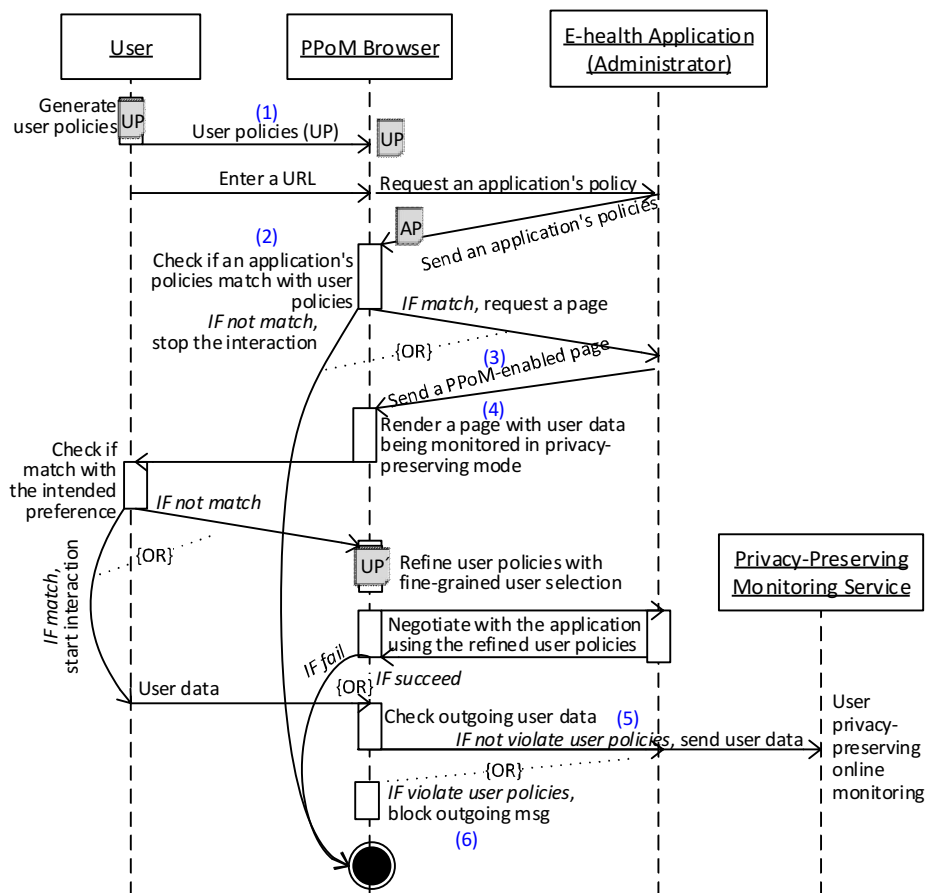 User
PPoM Browser
E-health Application
(Administrator)
Generate
user policies
UP
(1)
User policies (UP)
UP
Enter a URL
Request an application's policy
AP
Send an application's policies
(2)
Check if an application's
policies match with user
policies
IF match, request a page
IF not match,
stop the interaction
{OR}
(3)
Send a PPoM-enabled page
(4)
Render a page with user data
being monitored in privacy-
preserving mode
Check if
match with
the intended
preference
IF not match
{OR}
IF match,
start interaction
UP´
Refine user policies with
fine-grained user selection
Privacy-Preserving
Monitoring Service
Negotiate with the application
using the refined user policies
IF fail
IF succeed
{OR}
User data
Check outgoing user data
(5)
IF not violate user policies, send user data
{OR}
User
privacy-
preserving
online
monitoring
IF violate user policies,
block outgoing msg
(6)